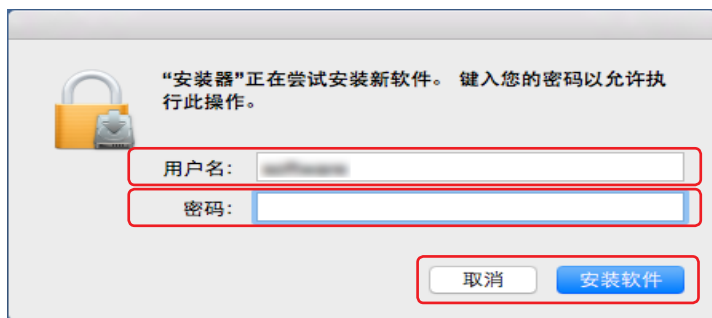 “安装器”正在尝试安装新软件。 键入您的密码以允许执
行此操作。
用户名：
密码：
取消 安装软件